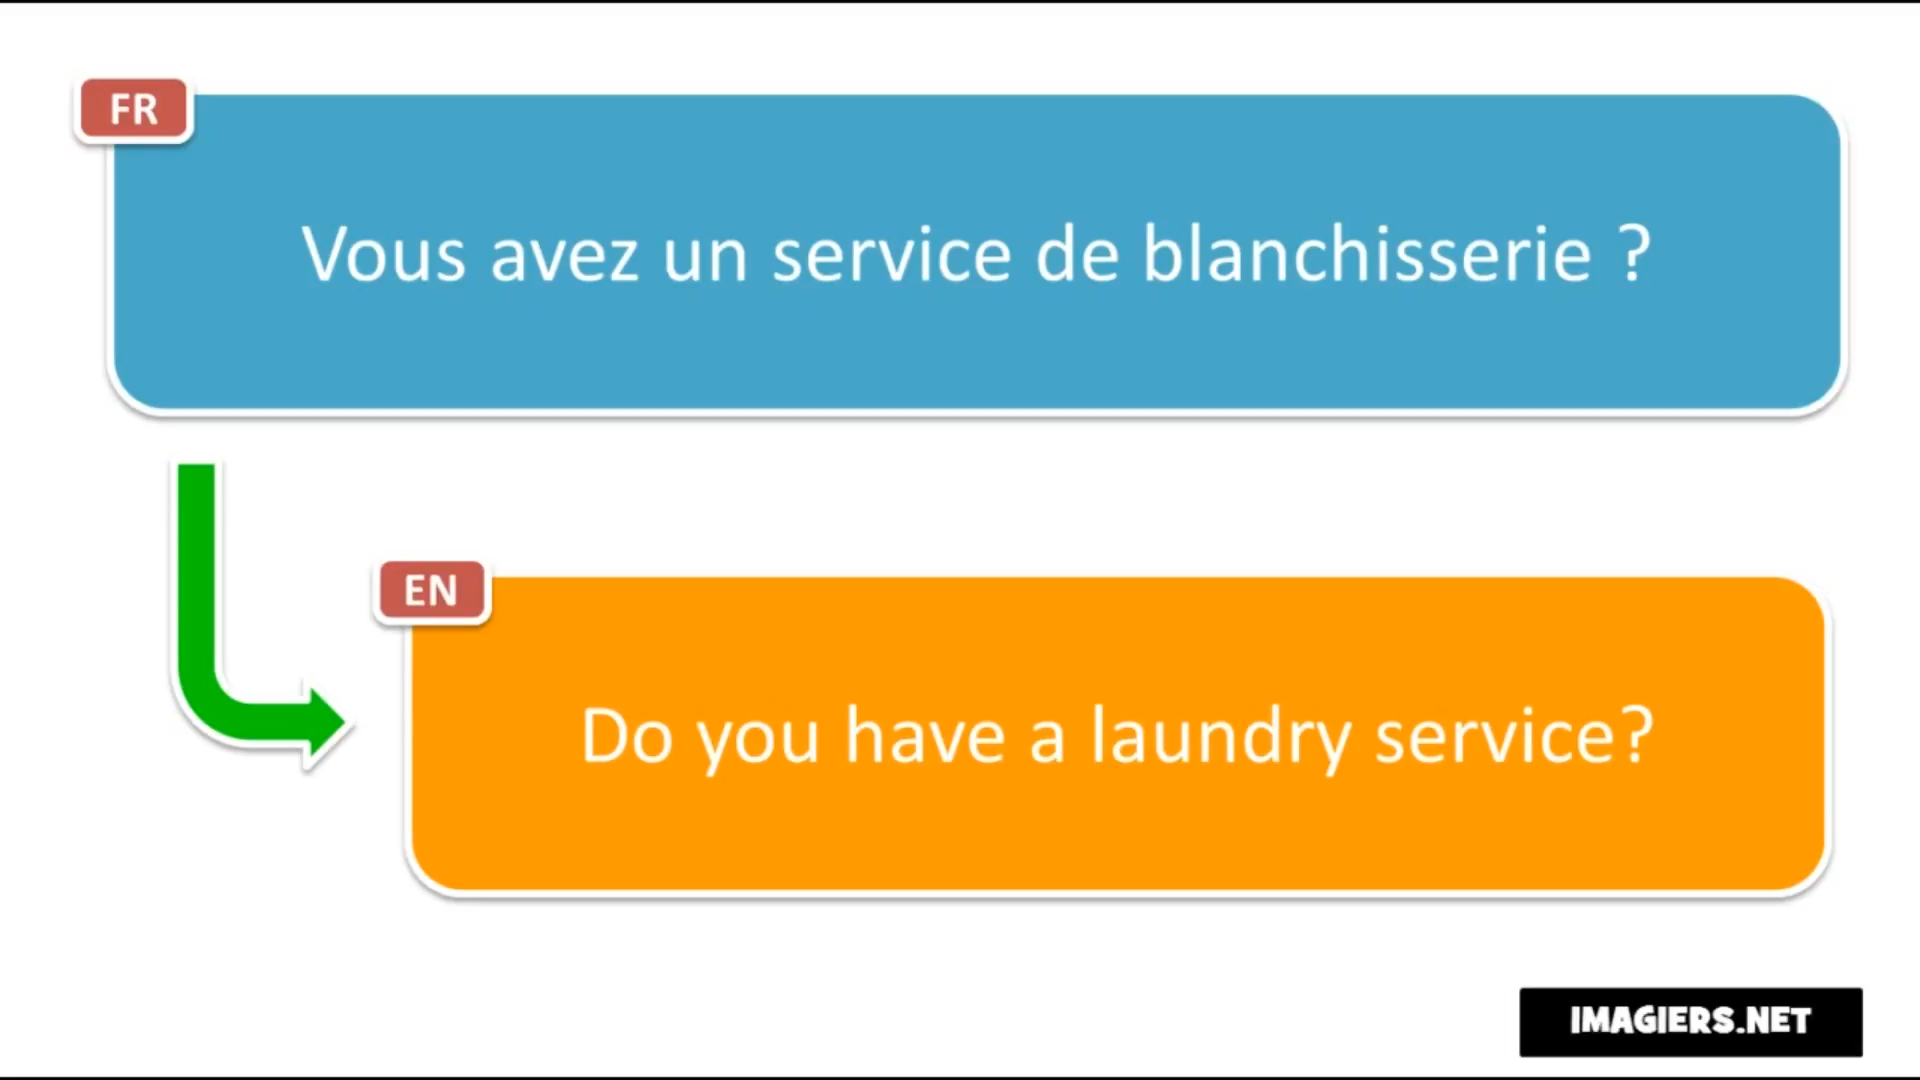 FR
Vous avez un service de blanchisserie ?
EN
Do you have a laundry service?
IMAGIERS.NET